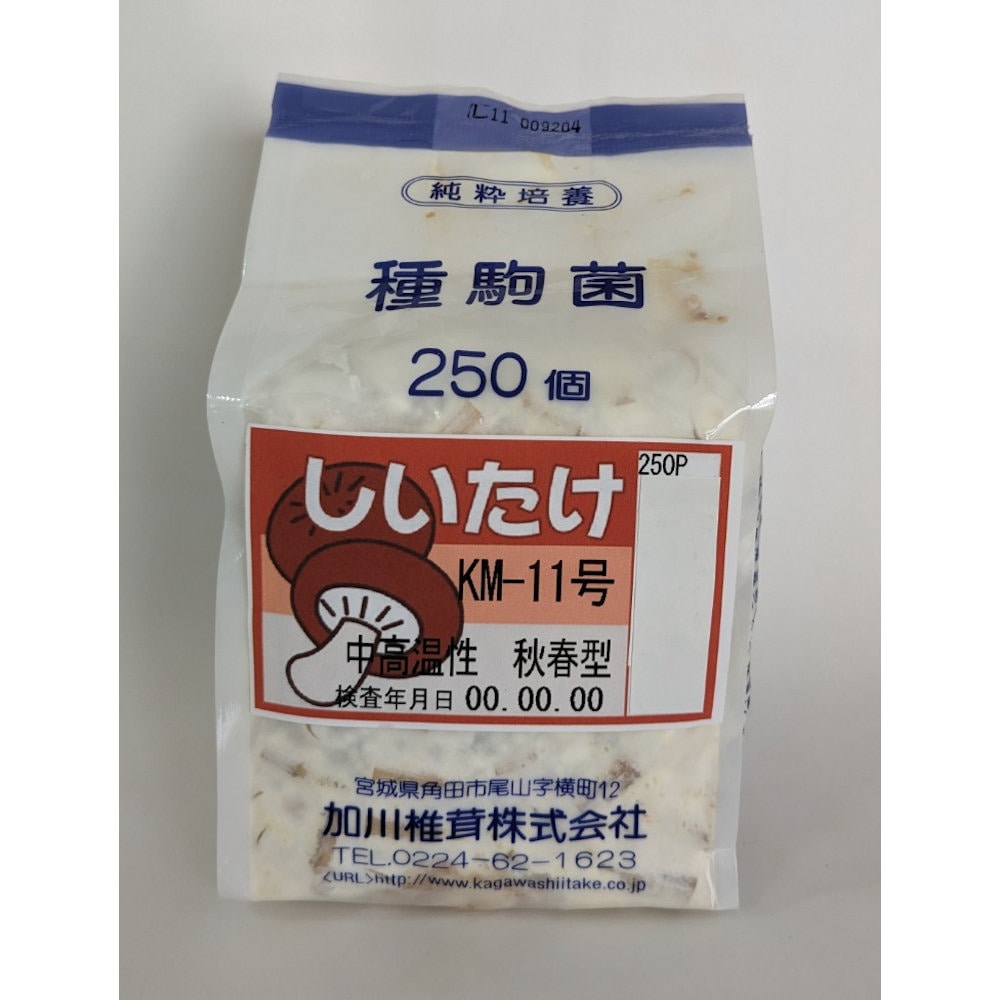 L11 009204
純粋培養
種駒菌
250個
しいたけ
250P
KM-11号
中高温性 秋春型
検査年月日 00.00.00
宮城県角田市尾山字横町12
加川椎茸株式会社
TEL.0224-62-1623
<URL>http://www.kagawashiitake.co.jp